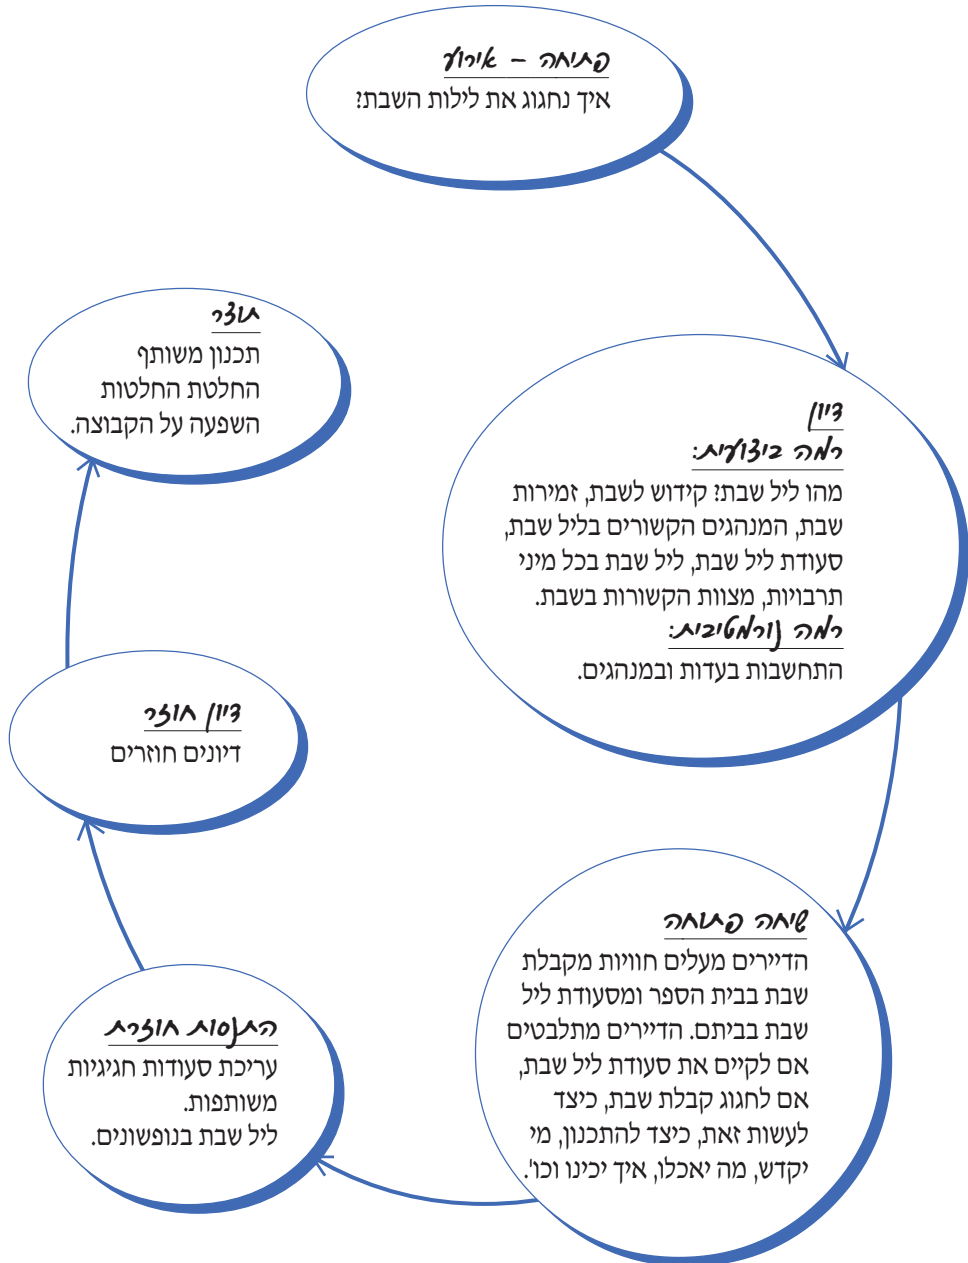 פתיחה – אירוע
איך נחגוג את לילות השבת?
דיון
רמה ביצועית:
מהו ליל שבת? קידוש לשבת, זמירות
שבת, המנהגים הקשורים בליל שבת,
סעודת ליל שבת, ליל שבת בכל מיני
תרבויות, מצוות הקשורות בשבת.
רמה נורמטיבית:
התחשבות בעדות ובמנהגים.
שיחה פתוחה
הדיירים מעלים חוויות מקבלת
שבת בבית הספר ומסעודת ליל
שבת בביתם. הדיירים מתלבטים
אם לקיים את סעודת ליל שבת,
אם לחגוג קבלת שבת, כיצד
לעשות זאת, כיצד להתכנון, מי
יקדש, מה יאכלו, איך יכינו וכו'.
התנסות חוזרת
עריכת סעודות חגיגיות
משותפות.
ליל שבת בנופשונים.
דיון חוזר
דיונים חוזרים
תוצר
תכנון משותף
החלטת החלטות
השפעה על הקבוצה.